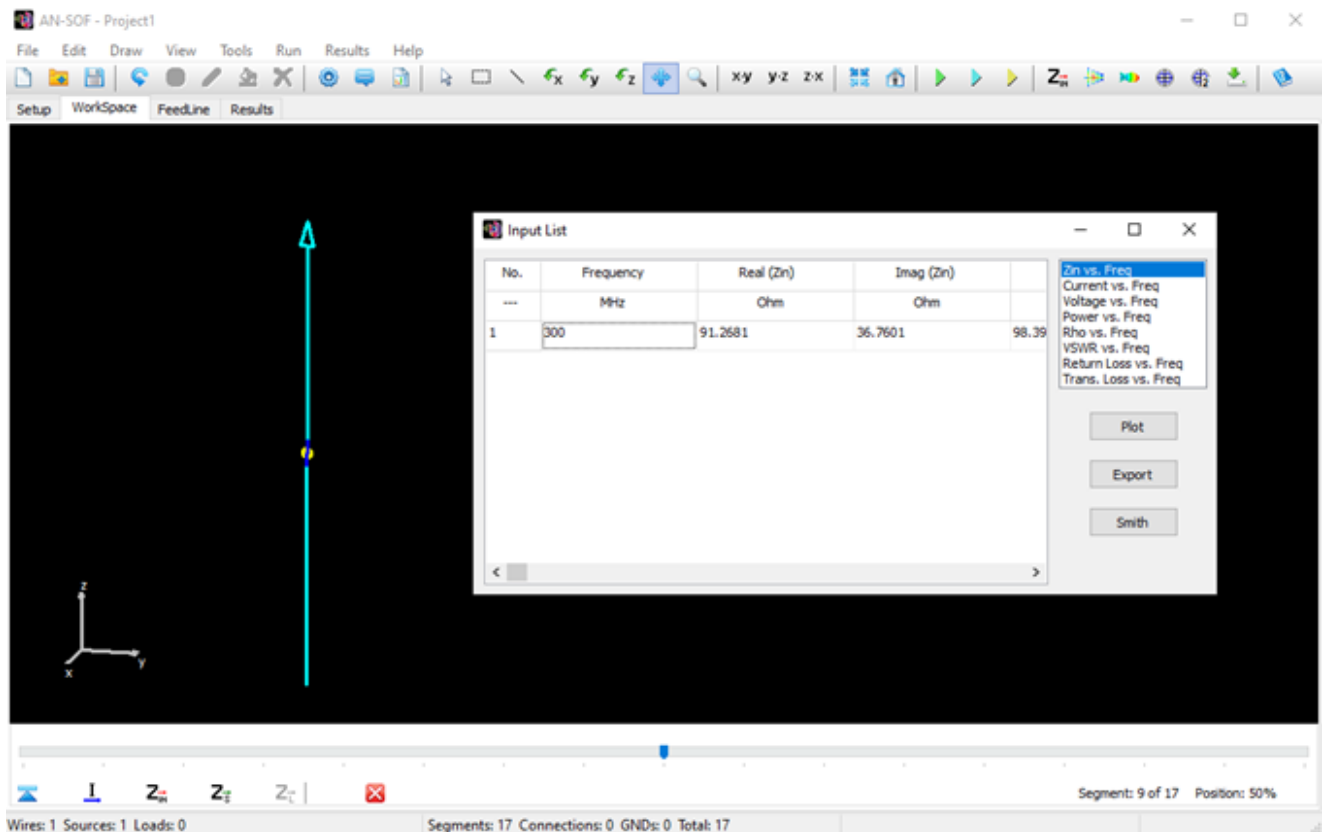 AN-SOF - Project1
File Edit Draw View Tools Run Results Help
x-y y-z z-x
Setup WorkSpace FeedLine Results
Input List
No. Frequency Real (Zin) Imag (Zin)
--- MHz Ohm Ohm
1 300 91.2681 36.7601 98.39
Zin vs. Freq
Current vs. Freq
Voltage vs. Freq
Power vs. Freq
Rho vs. Freq
VSWR vs. Freq
Return Loss vs. Freq
Trans. Loss vs. Freq
Plot
Export
Smith
z
y
x
Segment: 9 of 17 Position: 50%
Wires: 1 Sources: 1 Loads: 0 Segments: 17 Connections: 0 GNDs: 0 Total: 17